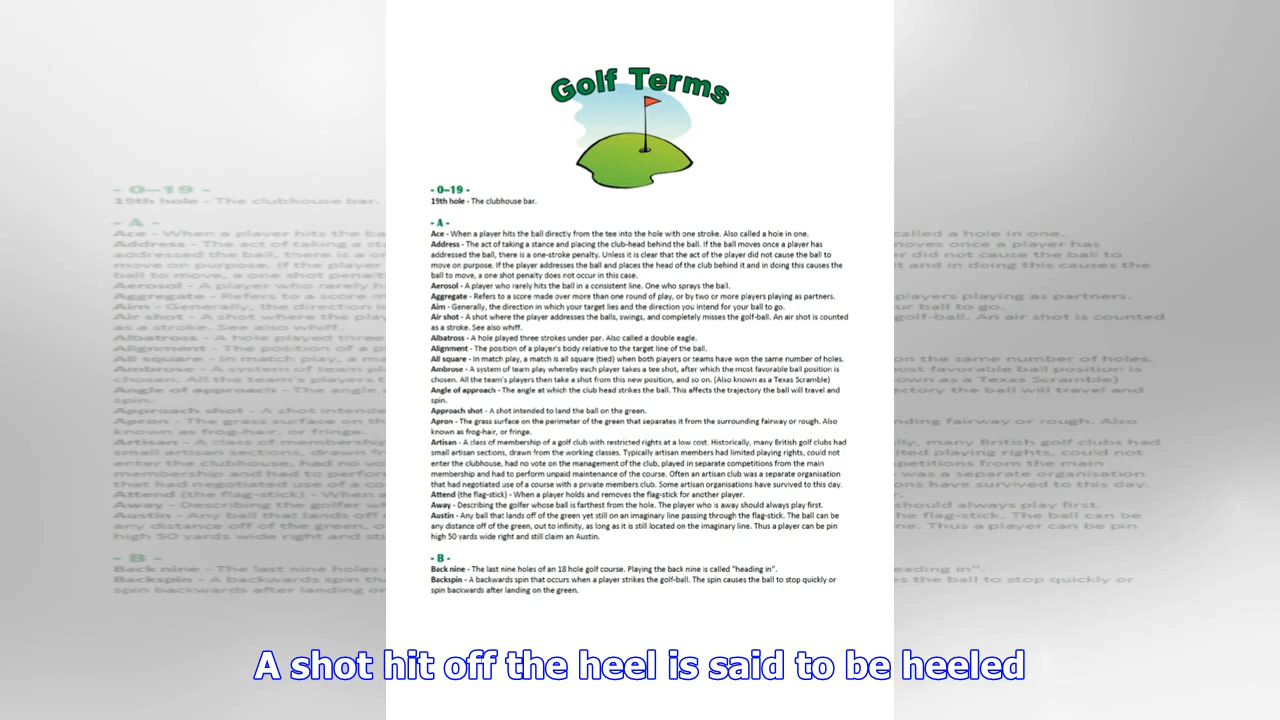 Golf Terms
- 0–19 -
19th hole - The clubhouse bar.
- A -
Ace - When a player hits the ball directly from the tee into the hole with one stroke. Also called a hole in one.
Address - The act of taking a stance and placing the club-head behind the ball. If the ball moves once a player has
addressed the ball, there is a one-stroke penalty. Unless it is clear that the act of the player did not cause the ball to
move on purpose. If the player addresses the ball and places the head of the club behind it and in doing this causes the
ball to move, a one shot penalty does not occur in this case.
Aerosol - A player who rarely hits the ball in a consistent line. One who sprays the ball.
Aggregate - Refers to a score made over more than one round of play, or by two or more players playing as partners.
Aim - Generally, the direction in which your target lies and the direction you intend for your ball to go.
Air shot - A shot where the player addresses the balls, swings, and completely misses the golf-ball. An air shot is counted
as a stroke. See also whiff.
Albatross - A hole played three strokes under par. Also called a double eagle.
Alignment - The position of a player's body relative to the target line of the ball.
All square - In match play, a match is all square (tied) when both players or teams have won the same number of holes.
Ambrose - A system of team play whereby each player takes a tee shot, after which the most favorable ball position is
chosen. All the team's players then take a shot from this new position, and so on. (Also known as a Texas Scramble)
Angle of approach - The angle at which the club head strikes the ball. This affects the trajectory the ball will travel and
spin.
Approach shot - A shot intended to land the ball on the green.
Apron - The grass surface on the perimeter of the green that separates it from the surrounding fairway or rough. Also
known as frog-hair, or fringe.
Artisan - A class of membership of a golf club with restricted rights at a low cost. Historically, many British golf clubs had
small artisan sections, drawn from the working classes. Typically artisan members had limited playing rights, could not
enter the clubhouse, had no vote on the management of the club, played in separate competitions from the main
membership and had to perform unpaid maintenance of the course. Often an artisan club was a separate organisation
that had negotiated use of a course with a private members club. Some artisan organisations have survived to this day.
Attend (the flag-stick) - When a player holds and removes the flag-stick for another player.
Away - Describing the golfer whose ball is farthest from the hole. The player who is away should always play first.
Austin - Any ball that lands off of the green yet still on an imaginary line passing through the flag-stick. The ball can be
any distance off of the green, out to infinity, as long as it is still located on the imaginary line. Thus a player can be pin
high 50 yards wide right and still claim an Austin.
- B -
Back nine - The last nine holes of an 18 hole golf course. Playing the back nine is called "heading in".
Backspin - A backwards spin that occurs when a player strikes the golf-ball. The spin causes the ball to stop quickly or
spin backwards after landing on the green.
A shot hit off the heel is said to be heeled